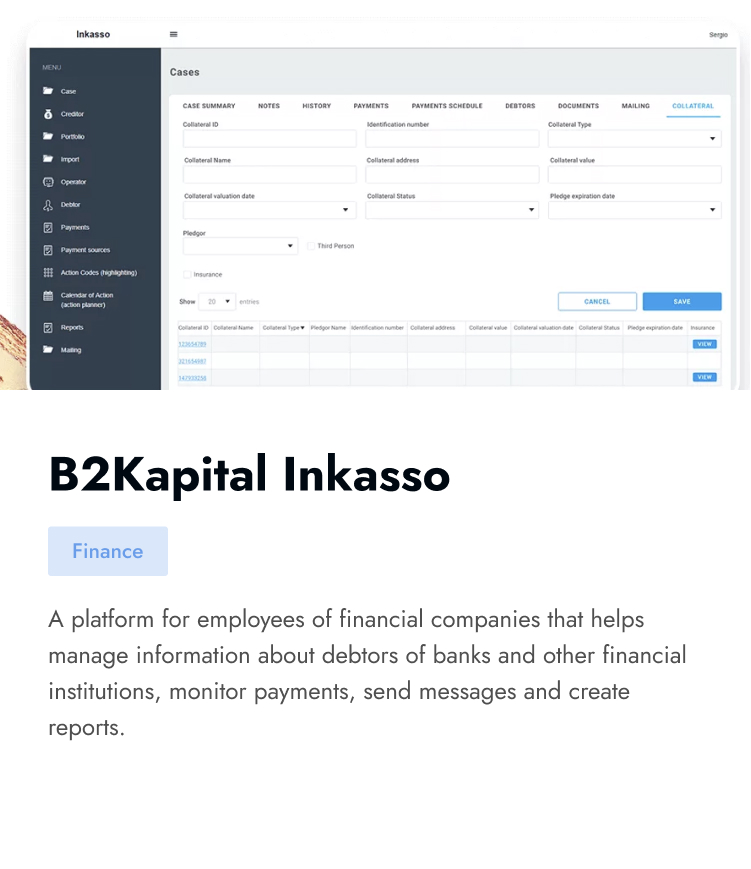 Inkasso
Sergio
MENU
Case
Creditor
Portfolio
Import
Operator
Debtor
Payments
Payment sources
Action Codes (highlighting)
Calendar of Action
(action planner)
Reports
Mailing
Cases
CASE SUMMARY NOTES HISTORY PAYMENTS PAYMENTS SCHEDULE DEBTORS DOCUMENTS MAILING COLLATERAL
Collateral ID Identification number Collateral Type
Collateral Name Collateral address Collateral value
Collateral valuation date Collateral Status Pledge expiration date
Pledgor
Third Person
Insurance
Show 20 entries CANCEL SAVE
Collateral ID Collateral Name Collateral Type Pledgor Name Identification number Collateral address Collateral value Collateral valuation date Collateral Status Pledge expiration date Insurance
123654789 VIEW
321654987
147933258 VIEW
B2Kapital Inkasso
Finance
A platform for employees of financial companies that helps
manage information about debtors of banks and other financial
institutions, monitor payments, send messages and create
reports.